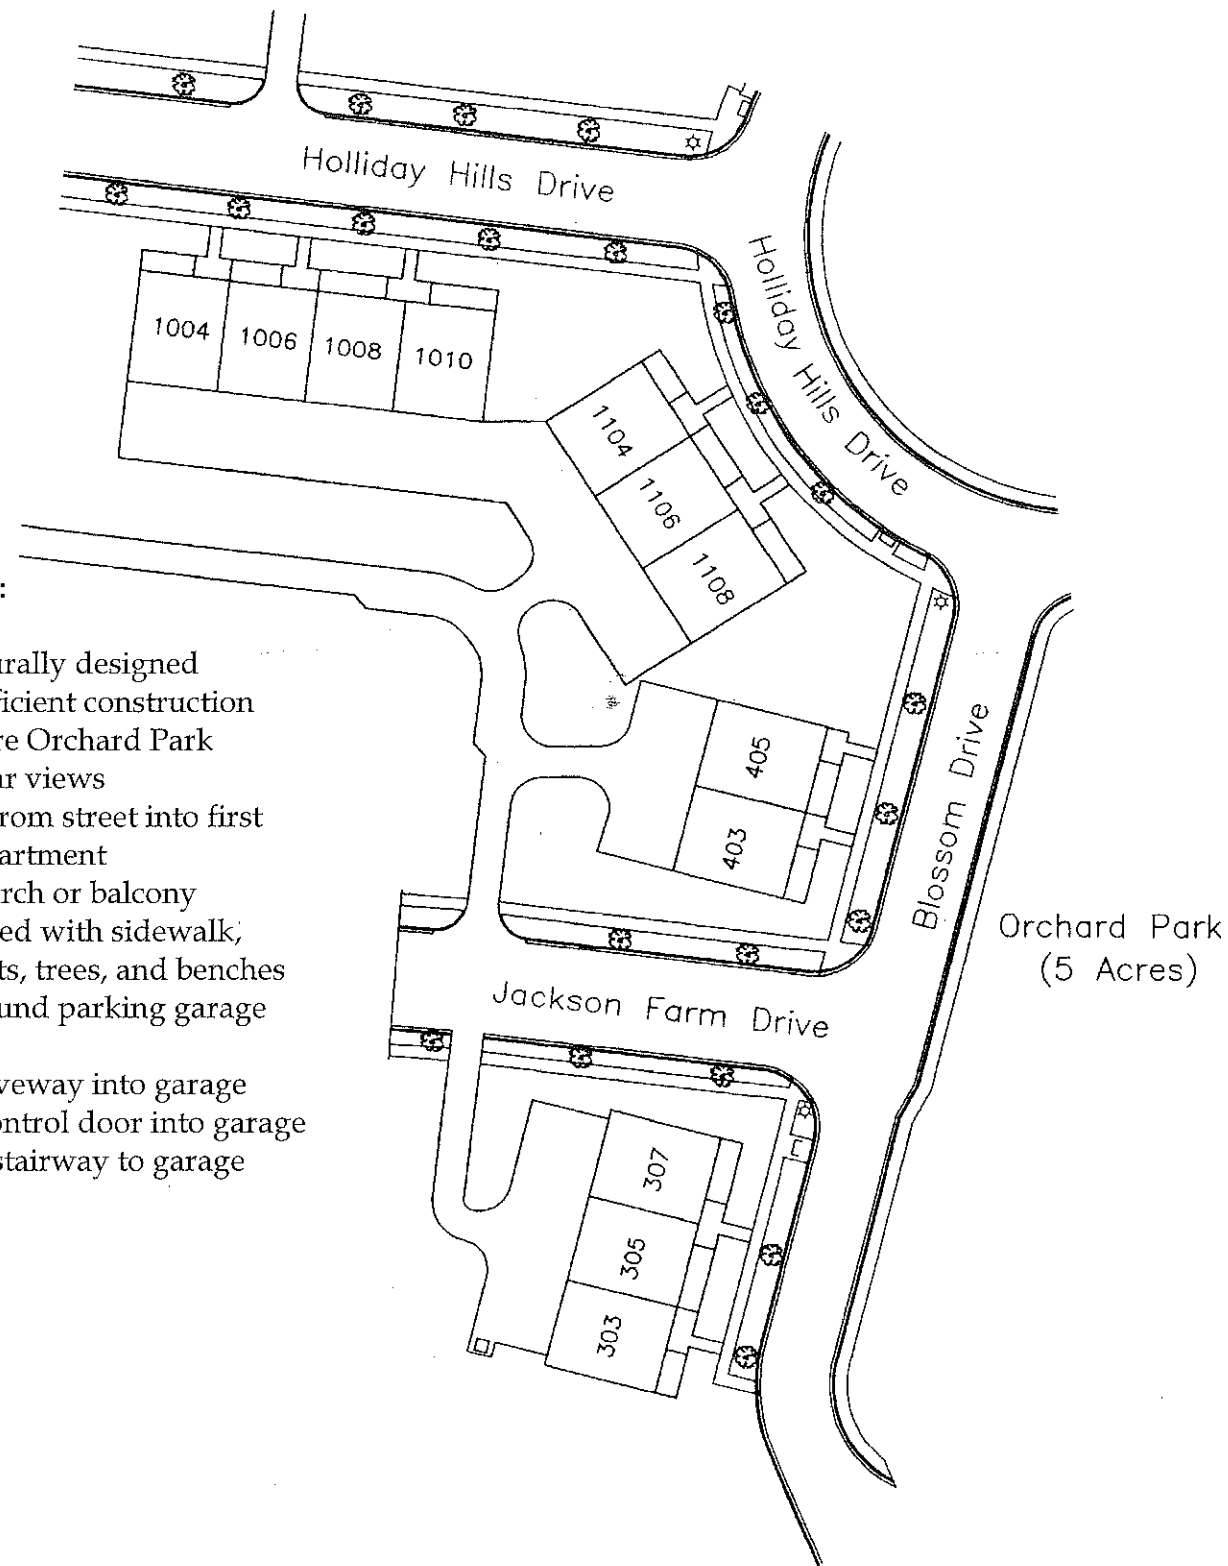 Holliday Hills Drive
Holliday Hills Drive
1004
1006
1008
1010
1104
1106
1108
:
rally designed
ficient construction
re Orchard Park
ar views
rom street into first
artment
rch or balcony
ed with sidewalk,
ts, trees, and benches
und parking garage
veway into garage
ontrol door into garage
stairway to garage
405
403
Blossom Drive
Orchard Park
(5 Acres)
Jackson Farm Drive
307
305
303